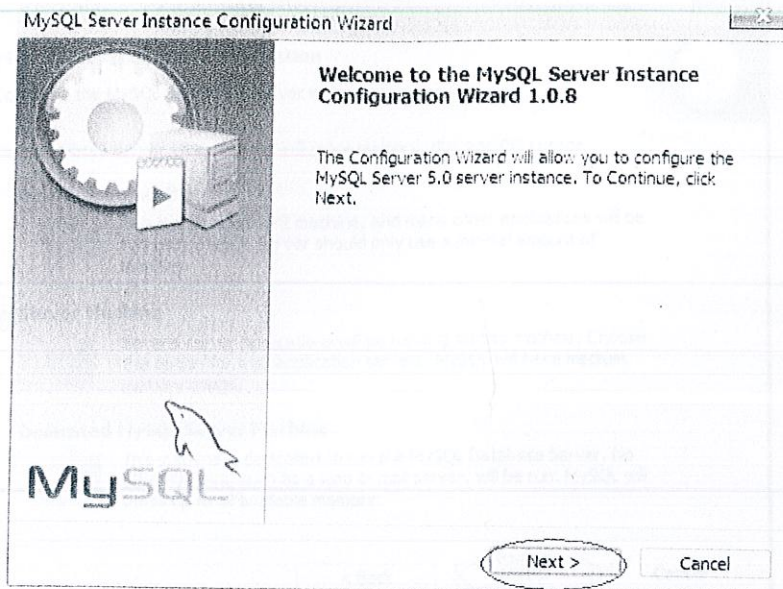 MySQL Server Instance Configuration Wizard
Welcome to the MySQL Server Instance
Configuration Wizard 1.0.8
The Configuration Wizard will allow you to configure the
MySQL Server 5.0 server instance. To Continue, click
Next.
MySQL
Next >
Cancel